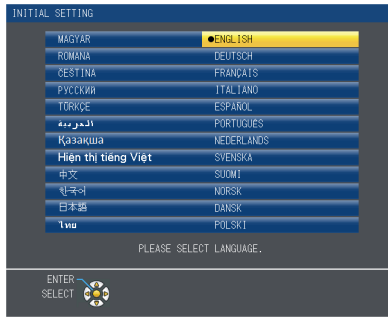 INITIAL SETTING
MAGYAR ●ENGLISH
ROMÂNĂ DEUTSCH
ČEŠTINA FRANÇAIS
РУССКИЙ ITALIANO
TÜRKÇE ESPAÑOL
العربية PORTUGUÊS
Қазақша NEDERLANDS
Hiện thị tiếng Việt SVENSKA
中文 SUOMI
한국어 NORSK
日本語 DANSK
ไทย POLSKI
PLEASE SELECT LANGUAGE.
ENTER
SELECT